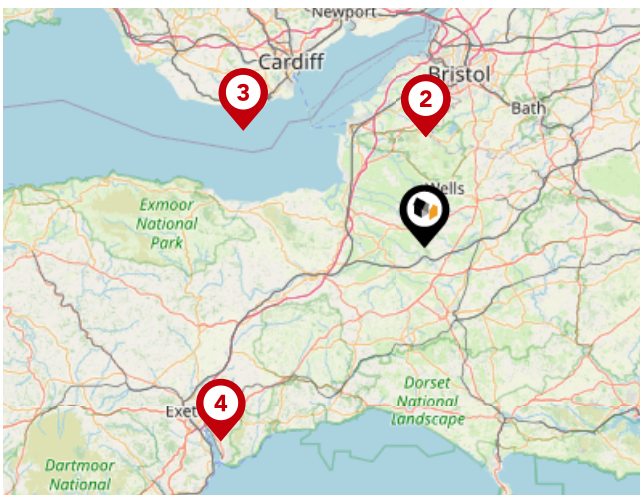 Newport
Cardiff
Bristol
3
2
Bath
Wells
Exmoor
National
Park
Dorset
National
Landscape
4
Exet
Dartmoor
National